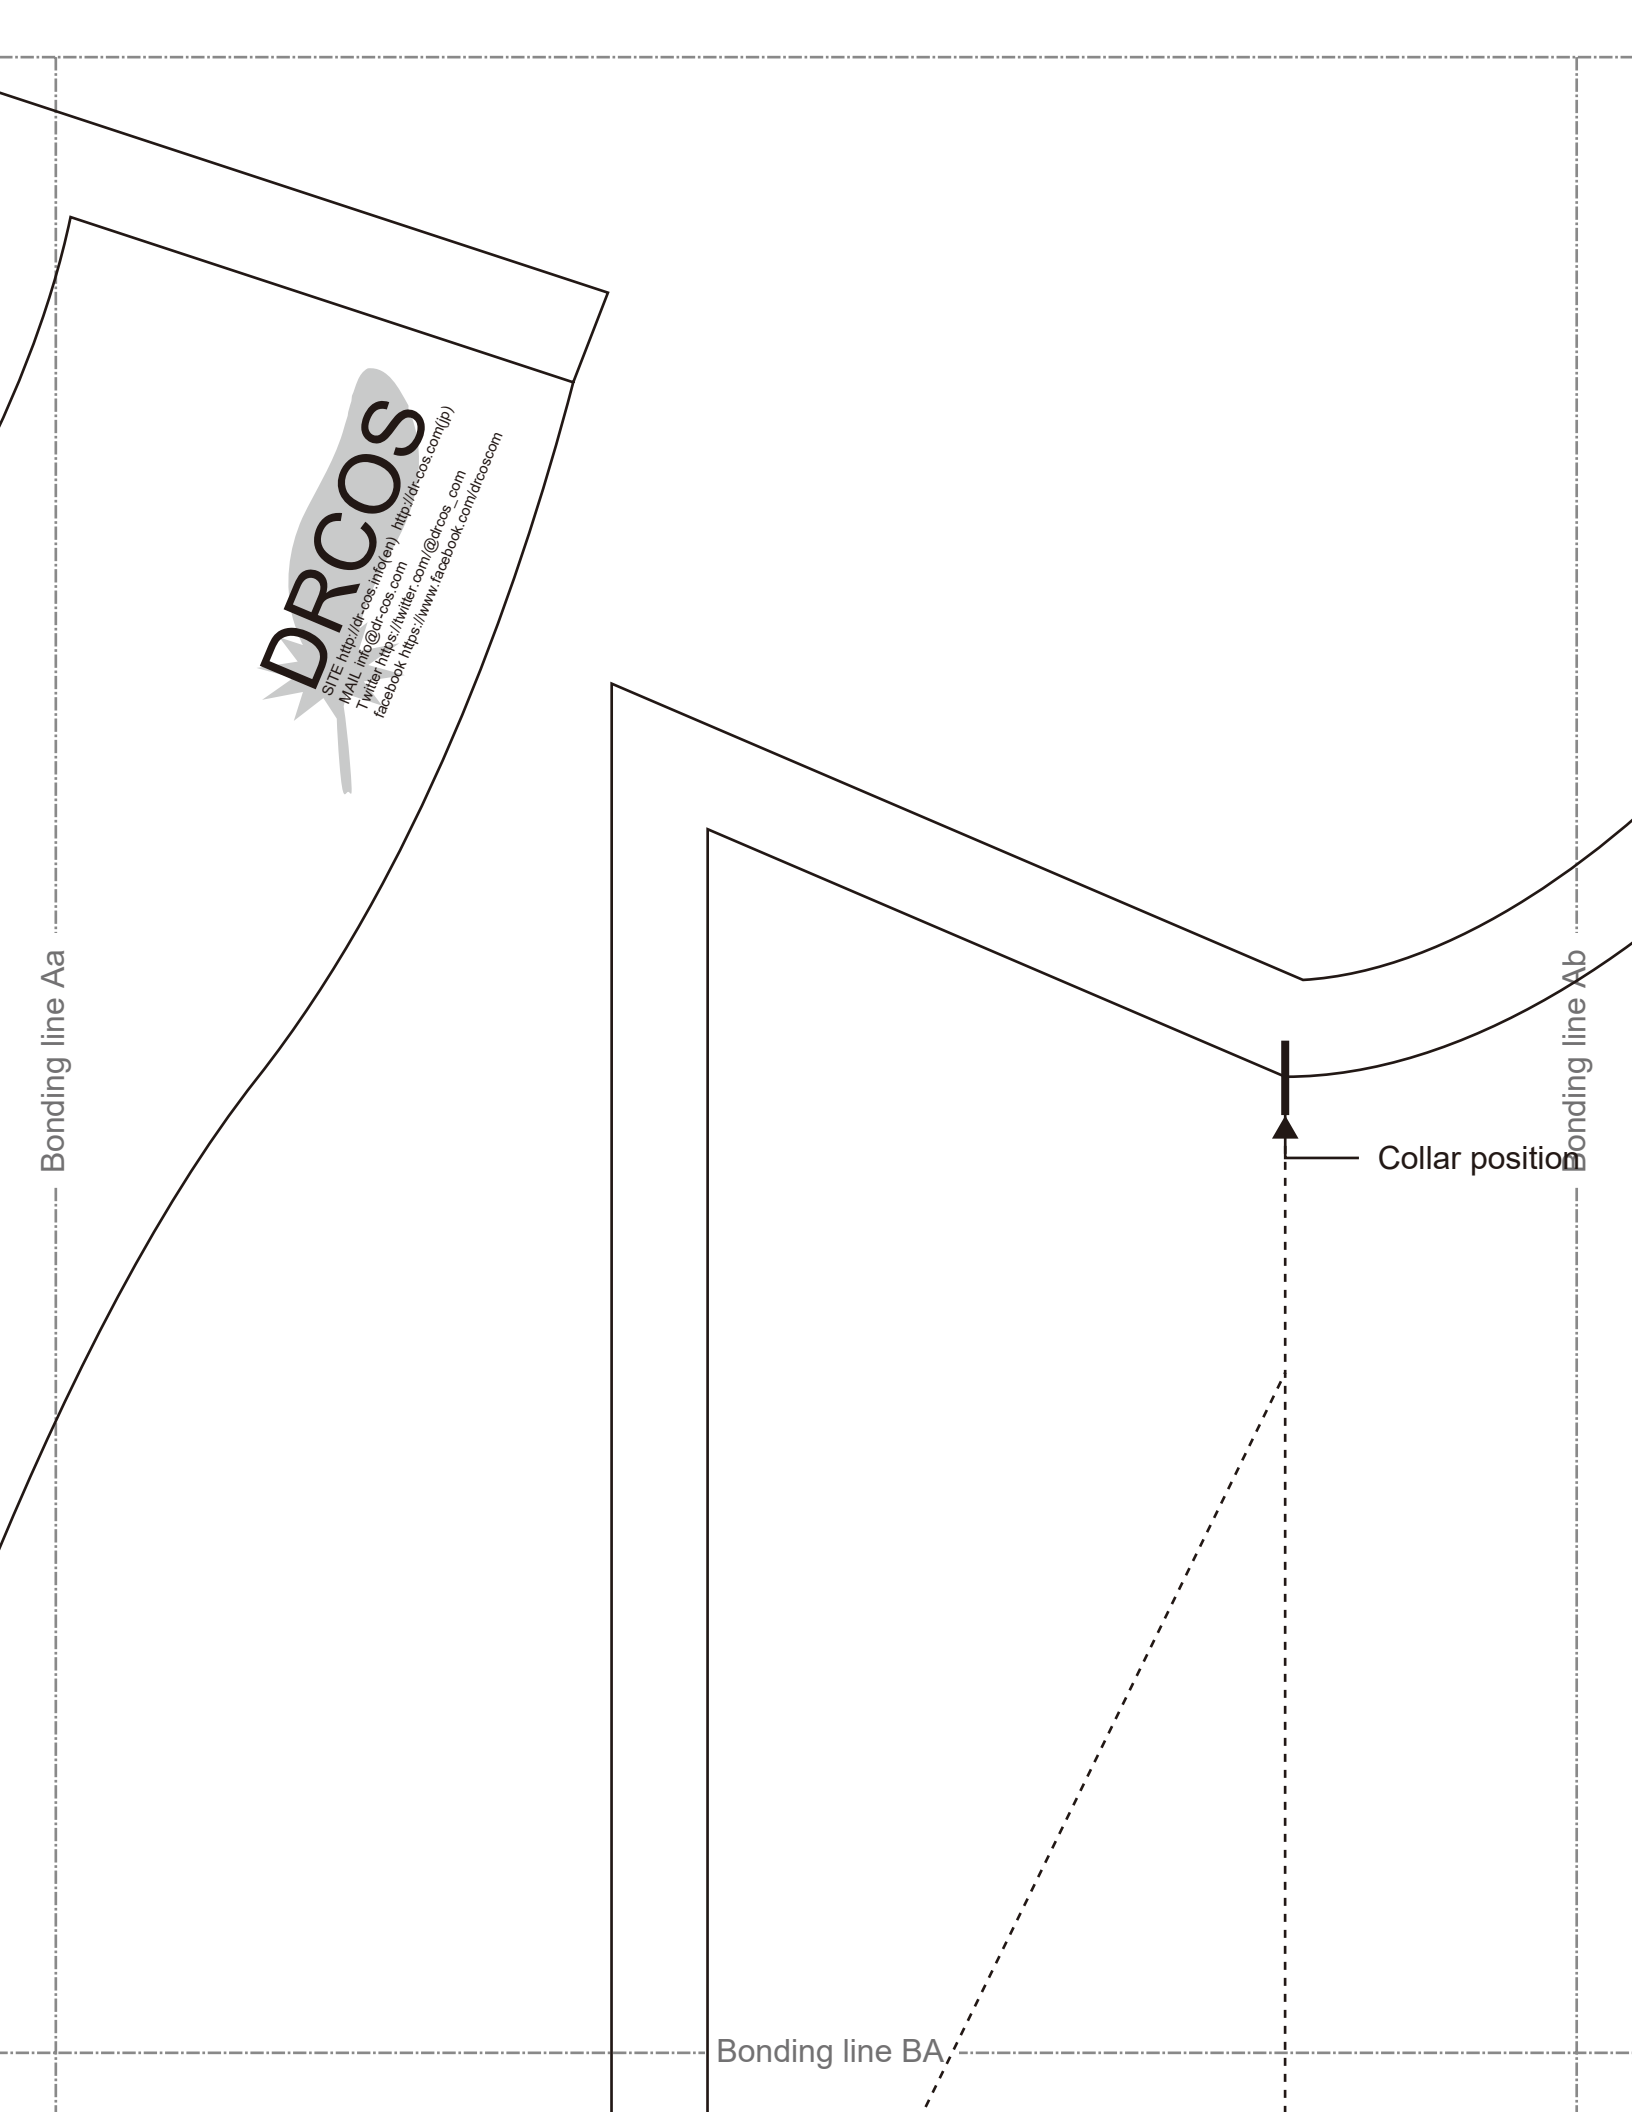 DRCOS
SITE http://dr-cos.info(en) http://dr-cos.com(jp)
MAIL info@dr-cos.com
Twitter https://twitter.com/@drcos_com
facebook https://www.facebook.com/drcoscom
Bonding line Aa
Bonding line Ab
Collar position
Bonding line BA